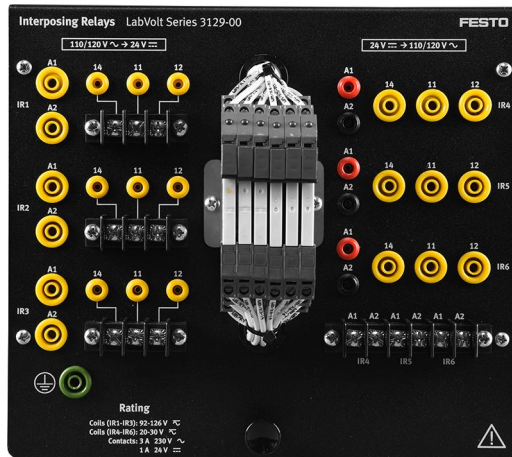 Interposing Relays LabVolt Series 3129-00
FESTO
110/120 V ∿ → 24 V ⎓
24 V ⎓ → 110/120 V ∿
A1 14 11 12
IR1
A2
A1 14 11 12
IR2
A2
A1 14 11 12
IR3
A2
A1 14 11 12
IR4
A2
A1 14 11 12
IR5
A2
A1 14 11 12
IR6
A2
A1 A2 A1 A2 A1 A2
IR4 IR5 IR6
Rating
Coils (IR1-IR3): 92-126 V ⏦
Coils (IR4-IR6): 20-30 V ⏦
Contacts: 3 A 230 V ∿
1 A 24 V ⎓